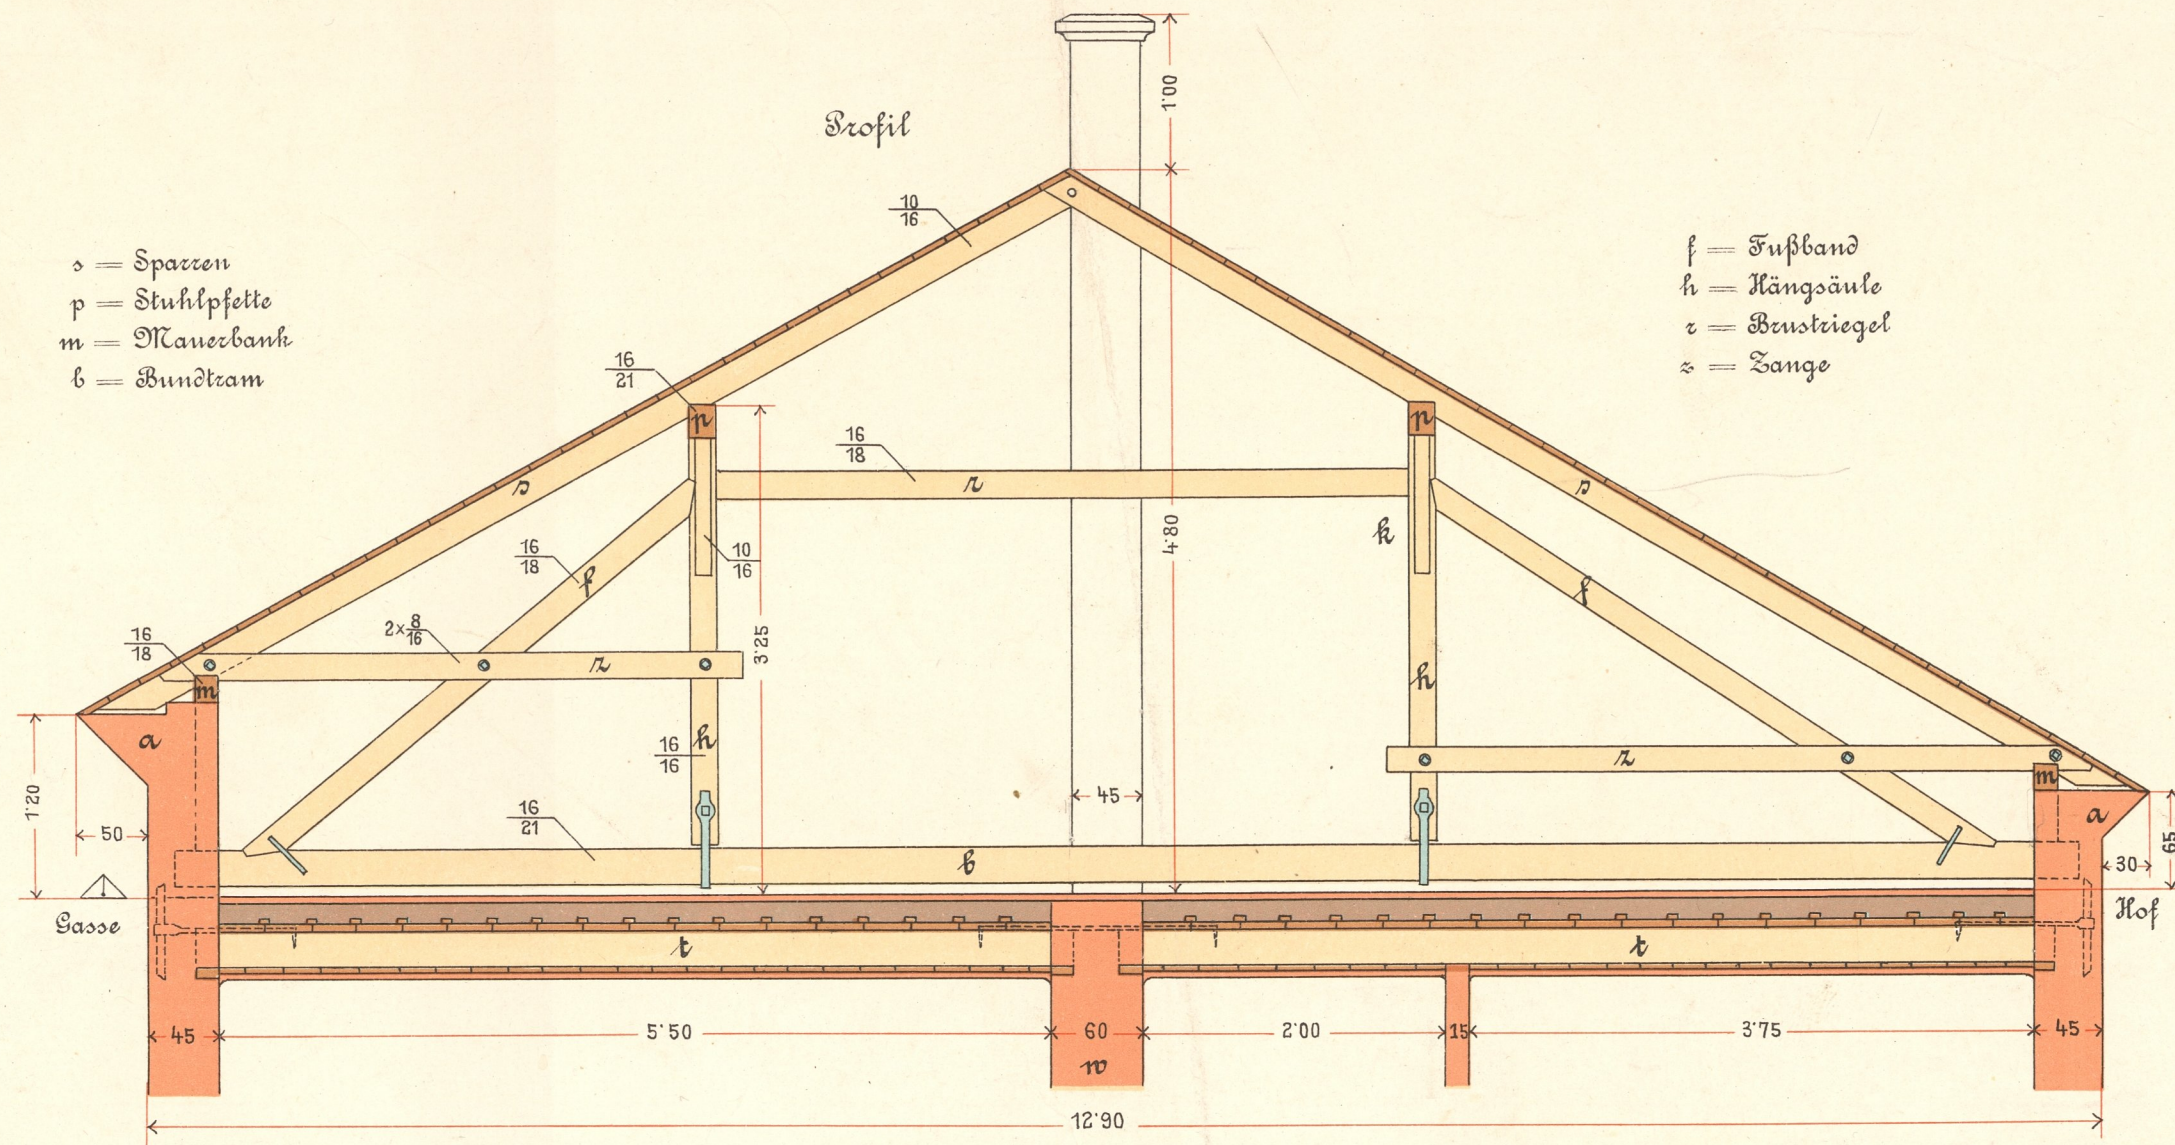 1˙00
Profil
10
16
s = Sparren
p = Stuhlpfette
m = Mauerbank
b = Bundtram
f = Fußband
h = Hängsäule
r = Brustriegel
z = Zange
16
21
p
p
16
18
r
s
s
k
4˙80
16
18
f
10
16
f
3˙25
2×8
16
z
16
18
m
h
a
h
16
16
z
m
1˙20
50
45
16
21
b
a
65
30
Gasse
Hof
t
t
45
5˙50
60
2˙00
15
3˙75
45
w
12˙90